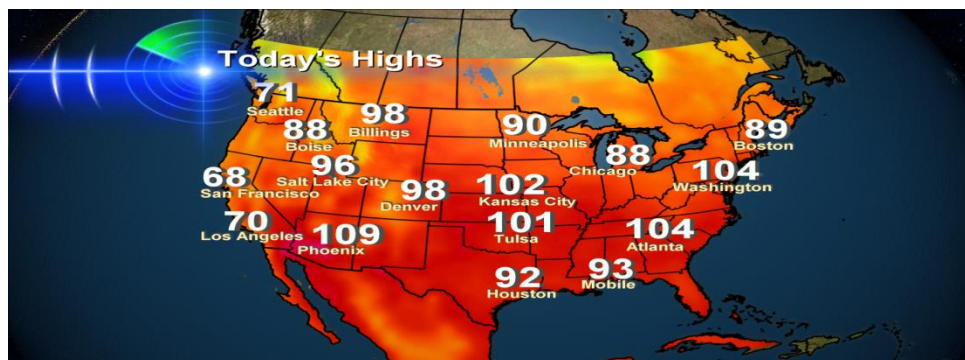 Today's Highs
71
Seattle
98
Billings
88
Boise
90
Minneapolis
88
Chicago
89
Boston
96
Salt Lake City
68
San Francisco
98
Denver
102
Kansas City
104
Washington
70
Los Angeles
109
Phoenix
101
Tulsa
104
Atlanta
92
Houston
93
Mobile